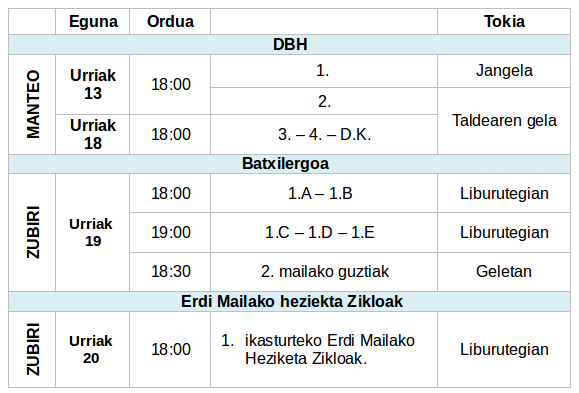 Eguna Ordua Tokia
DBH
MANTEO
Urriak
13
18:00
1.
Jangela
2.
Taldearen gela
Urriak
18
18:00
3. – 4. – D.K.
Batxilergoa
ZUBIRI
Urriak
19
18:00
1.A – 1.B
Liburutegian
19:00
1.C – 1.D – 1.E
Liburutegian
18:30
2. mailako guztiak
Geletan
Erdi Mailako heziekta Zikloak
ZUBIRI
Urriak
20
18:00
1. ikasturteko Erdi Mailako
Heziketa Zikloak.
Liburutegian